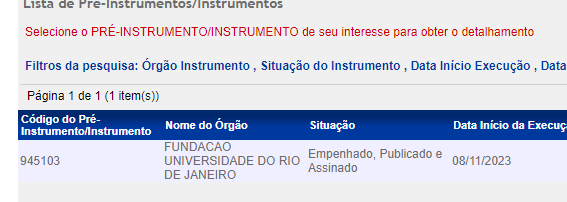 Lista de Pré-Instrumentos/Instrumentos
Selecione o PRÉ-INSTRUMENTO/INSTRUMENTO de seu interesse para obter o detalhamento
Filtros da pesquisa: Órgão Instrumento , Situação do Instrumento , Data Início Execução , Data
Página 1 de 1 (1 item(s))
Código do Pré-
Instrumento/Instrumento Nome do Órgão Situação Data Início da Execuç
945103 FUNDACAO
UNIVERSIDADE DO RIO
DE JANEIRO Empenhado, Publicado e
Assinado 08/11/2023